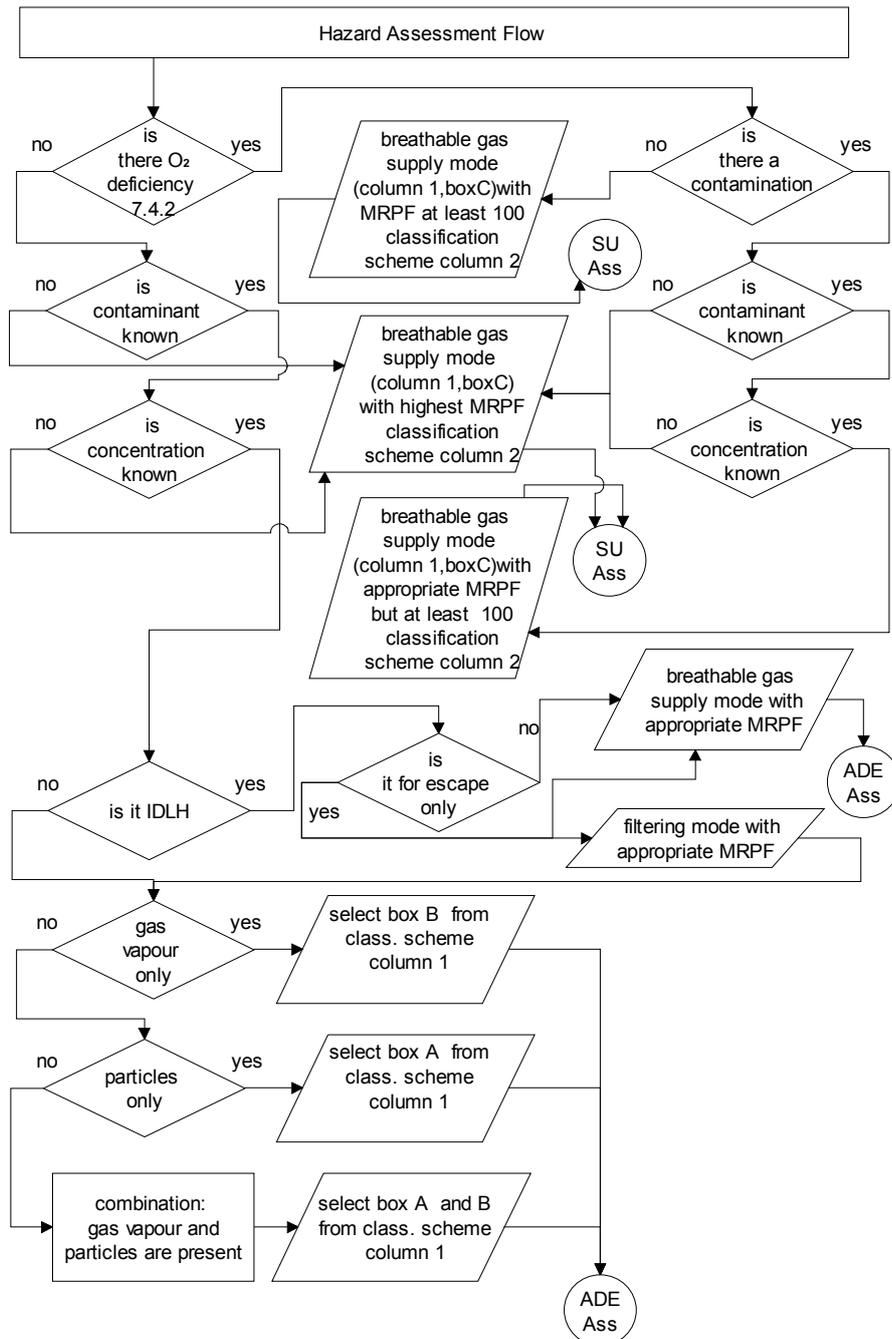 Hazard Assessment Flow
no
is
there O₂
deficiency
7.4.2
yes
breathable gas
supply mode
(column 1,boxC)with
MRPF at least 100
classification
scheme column 2
no
is
there a
contamination
yes
SU
Ass
no
is
contaminant
known
yes
breathable gas
supply mode
(column 1,boxC)
with highest MRPF
classification
scheme column 2
no
is
contaminant
known
yes
no
is
concentration
known
yes
no
is
concentration
known
yes
breathable gas
supply mode
(column 1,boxC)with
appropriate MRPF
but at least 100
classification
scheme column 2
SU
Ass
no
is it IDLH
yes
is
it for escape
only
no
yes
breathable gas
supply mode with
appropriate MRPF
ADE
Ass
filtering mode with
appropriate MRPF
no
gas
vapour
only
yes
select box B from
class. scheme
column 1
no
particles
only
yes
select box A from
class. scheme
column 1
combination:
gas vapour and
particles are present
select box A and B
from class. scheme
column 1
ADE
Ass